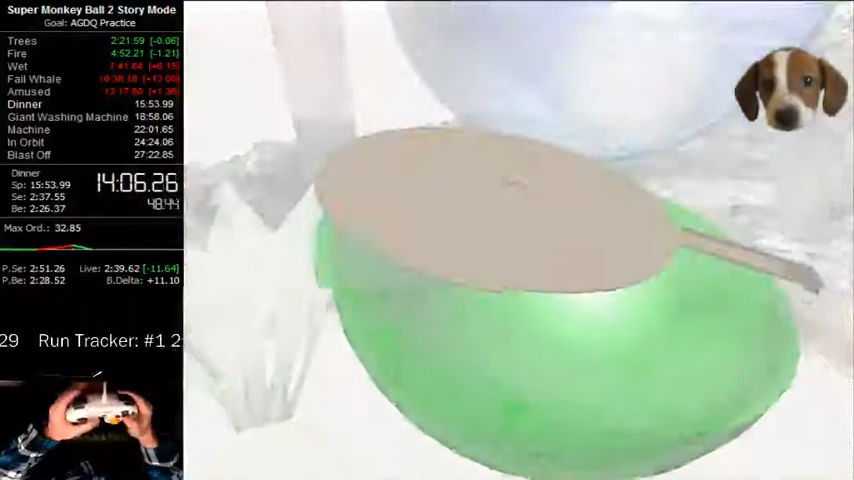 Super Monkey Ball 2 Story Mode
Goal: AGDQ Practice
Trees 2:21.59 [-0.06]
Fire 4:52.21 [-1.21]
Wet 7:41.64 [+6.15]
Fail Whale 10:38.18 [+13.00]
Amused 13:17.80 [+1.36]
Dinner 15:53.99
Giant Washing Machine 18:58.06
Machine 22:01.65
In Orbit 24:24.06
Blast Off 27:22.85
Dinner
Sp: 15:53.99
Se: 2:37.55
Be: 2:26.37
14:06.26
48.44
Max Ord.: 32.85
P.Se: 2:51.26 Live: 2:39.62 [-11.64]
P.Be: 2:28.52 B.Delta: +11.10
29 Run Tracker: #1 2